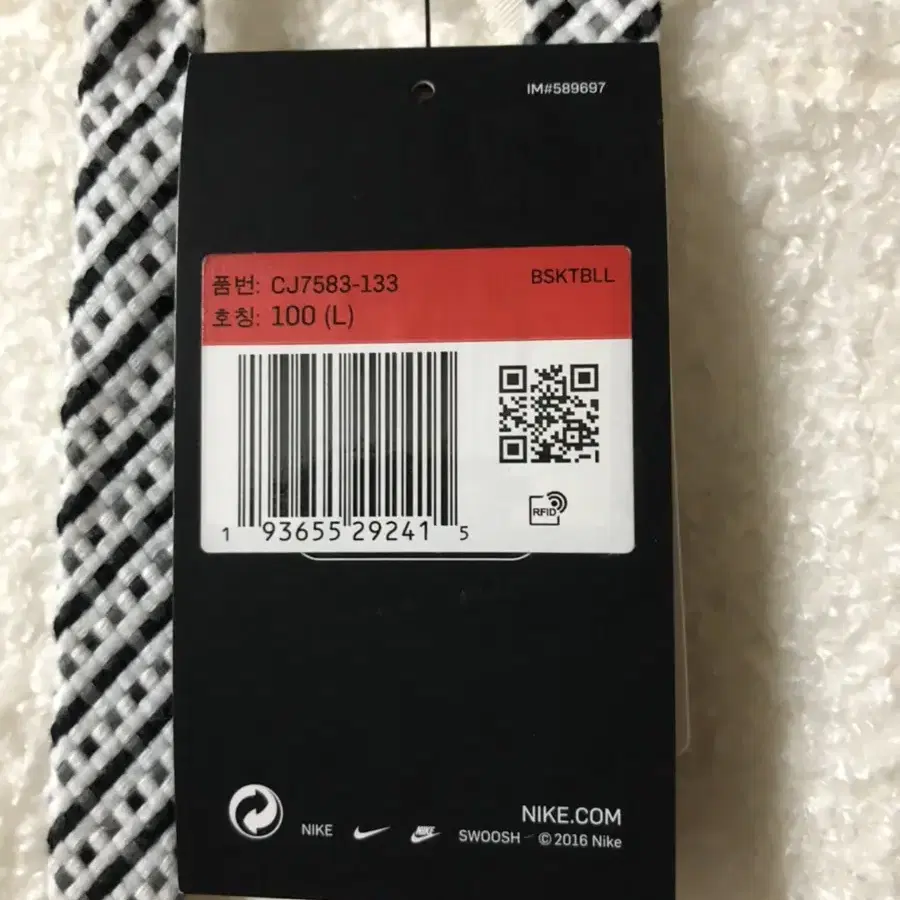 IM#589697
품번: CJ7583-133 BSKTBLL
호칭: 100 (L)
1 93655 29241 5
RFID
NIKE.COM
NIKE NIKE SWOOSH ©2016 Nike